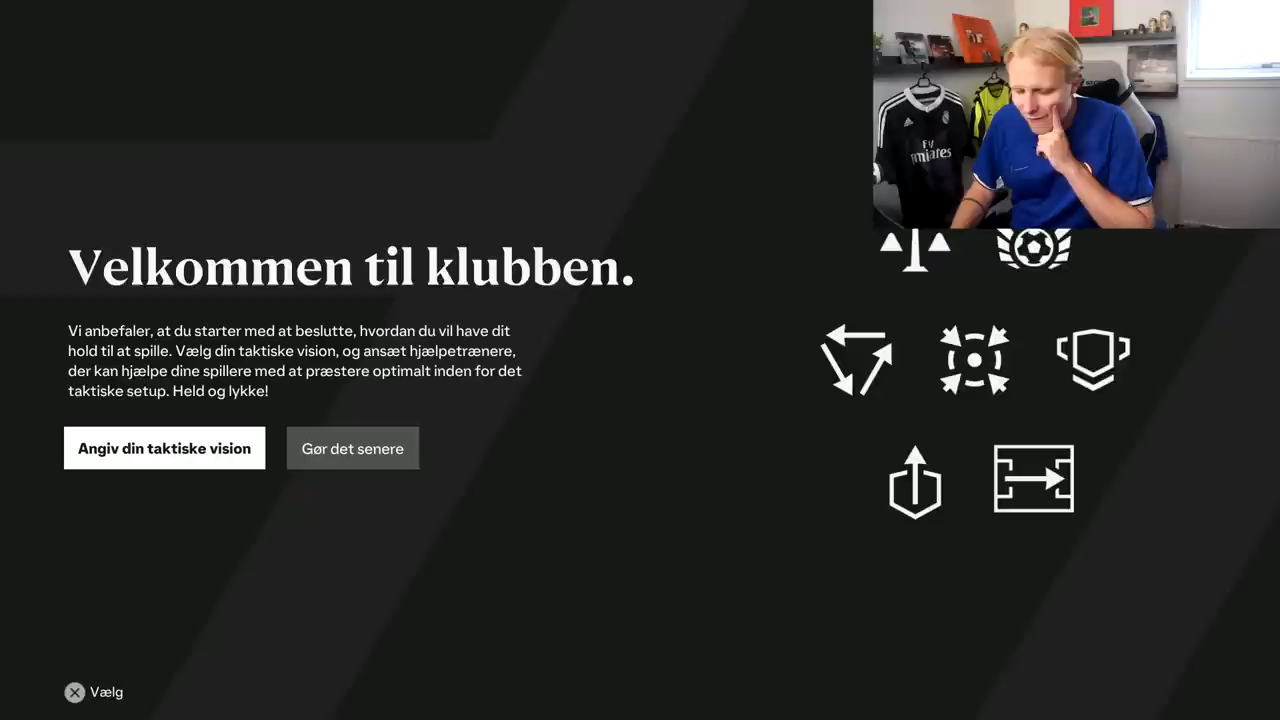 Fly
Emirates
Velkommen til klubben.
Vi anbefaler, at du starter med at beslutte, hvordan du vil have dit
hold til at spille. Vælg din taktiske vision, og ansæt hjælpetrænere,
der kan hjælpe dine spillere med at præstere optimalt inden for det
taktiske setup. Held og lykke!
Angiv din taktiske vision
Gør det senere
Vælg